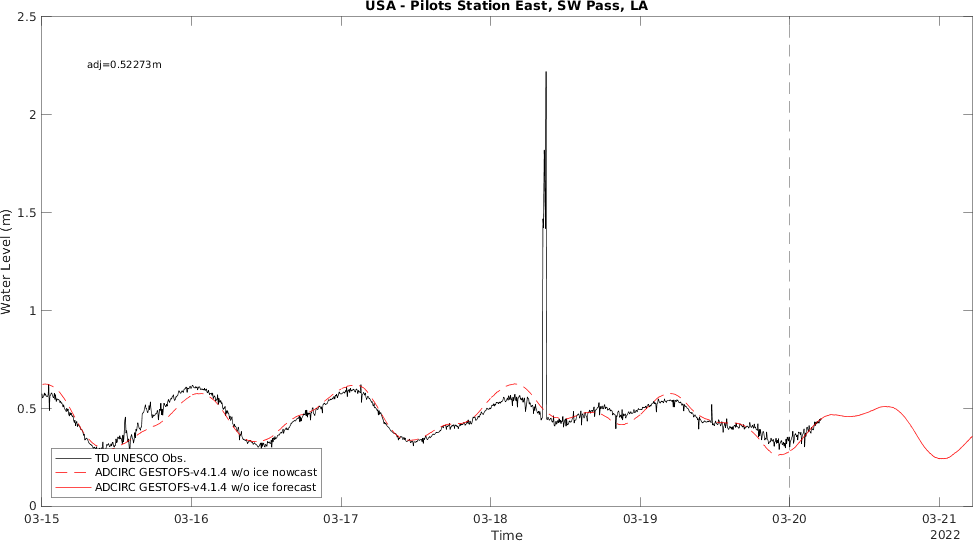 USA - Pilots Station East, SW Pass, LA
2.5
adj=0.52273m
2
1.5
Water Level (m)
1
0.5
TD UNESCO Obs.
ADCIRC GESTOFS-v4.1.4 w/o ice nowcast
ADCIRC GESTOFS-v4.1.4 w/o ice forecast
0
03-15 03-16 03-17 03-18 03-19 03-20 03-21
Time
2022